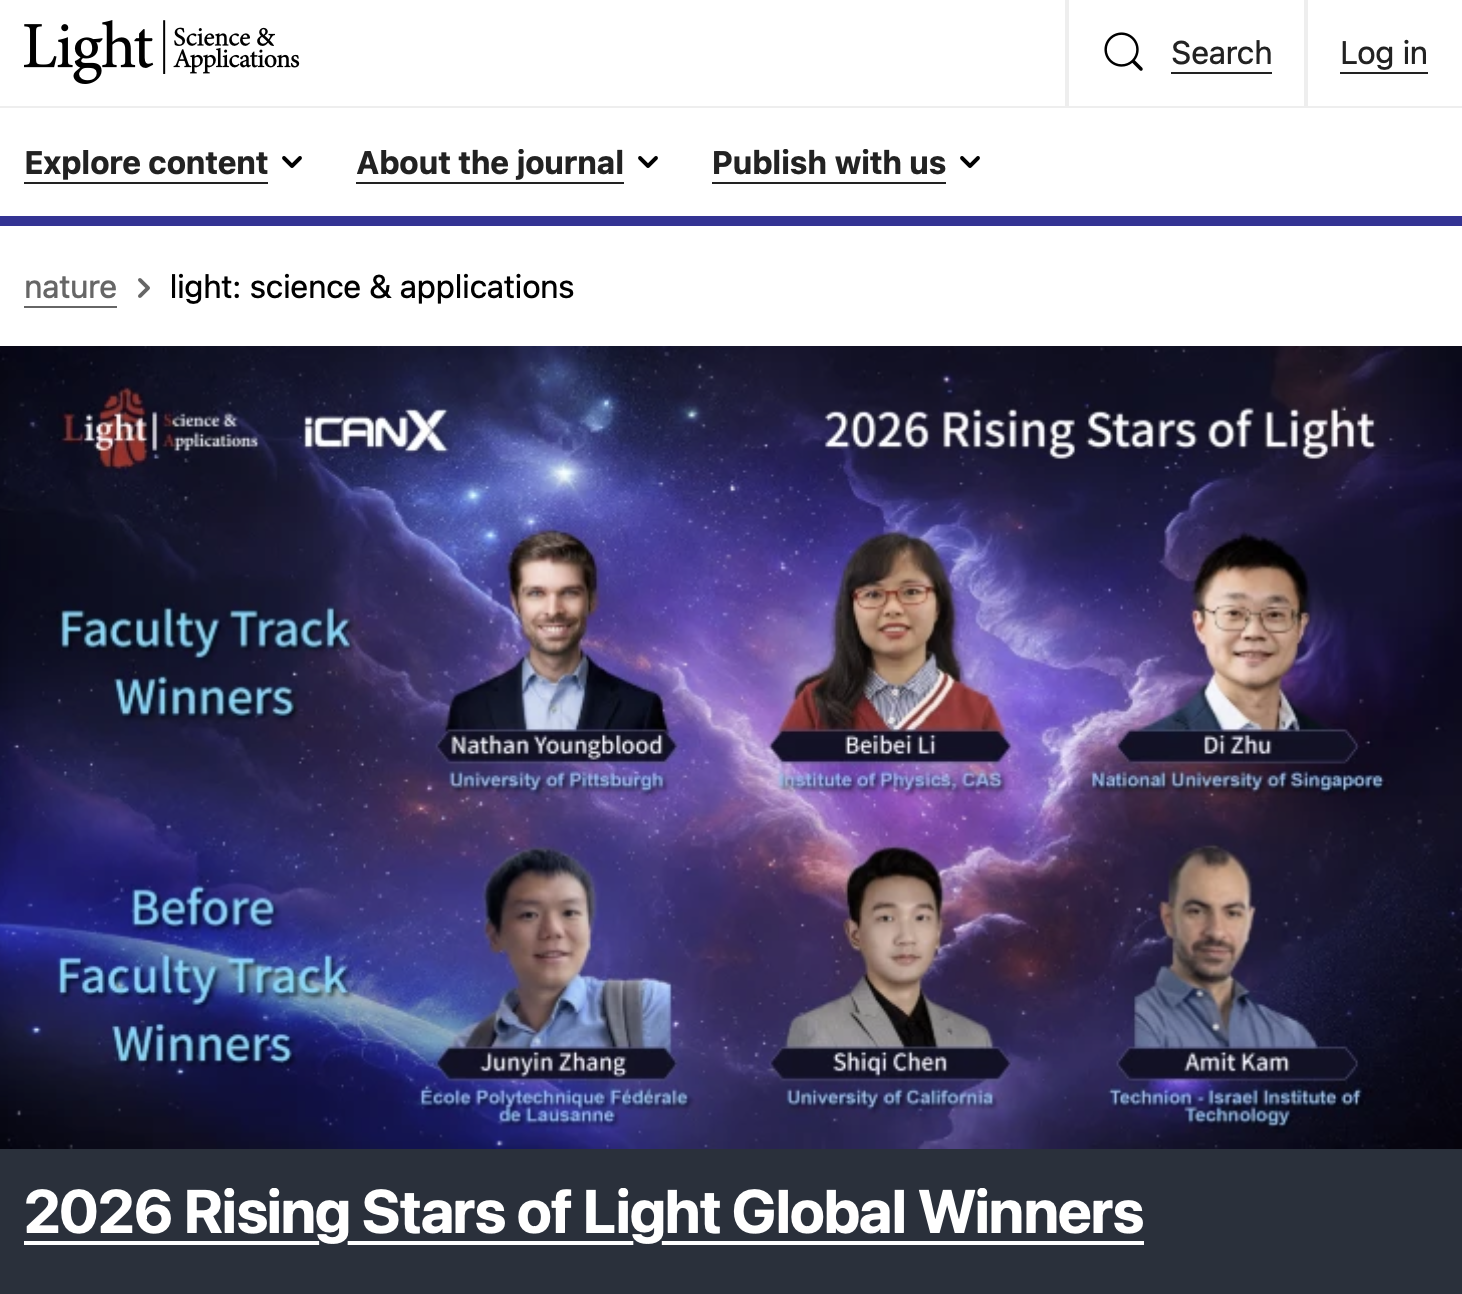 Light | Science &
Applications
Search
Log in
Explore content
About the journal
Publish with us
nature > light: science & applications
Light | Science &
Applications
iCANX
2026 Rising Stars of Light
Faculty Track
Winners
Nathan Youngblood
University of Pittsburgh
Beibei Li
Institute of Physics, CAS
Di Zhu
National University of Singapore
Before
Faculty Track
Winners
Junyin Zhang
École Polytechnique Fédérale
de Lausanne
Shiqi Chen
University of California
Amit Kam
Technion - Israel Institute of
Technology
2026 Rising Stars of Light Global Winners